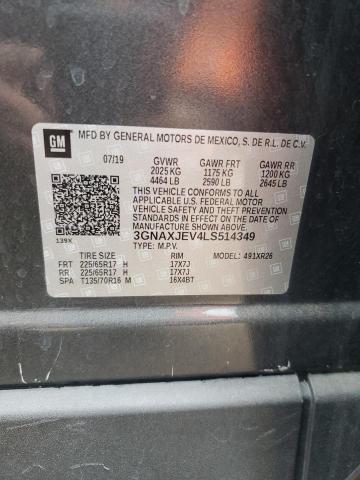 GM
MFD BY GENERAL MOTORS DE MEXICO, S. DE R.L. DE C.V.
07/19 GVWR GAWR FRT GAWR RR
2025 KG 1175 KG 1200 KG
4464 LB 2590 LB 2645 LB
THIS VEHICLE CONFORMS TO ALL
APPLICABLE U.S. FEDERAL MOTOR
VEHICLE SAFETY, BUMPER, AND THEFT
PREVENTION STANDARDS IN EFFECT ON
THE DATE OF MANUFACTURE SHOWN
ABOVE.
139X 3GNAXJEV4LS514349
TYPE: M.P.V.
TIRE SIZE RIM 491XR26
FRT 225/65R17 H 17X7J
RR 225/65R17 H 17X7J
SPA T135/70R16 M 16X4BT